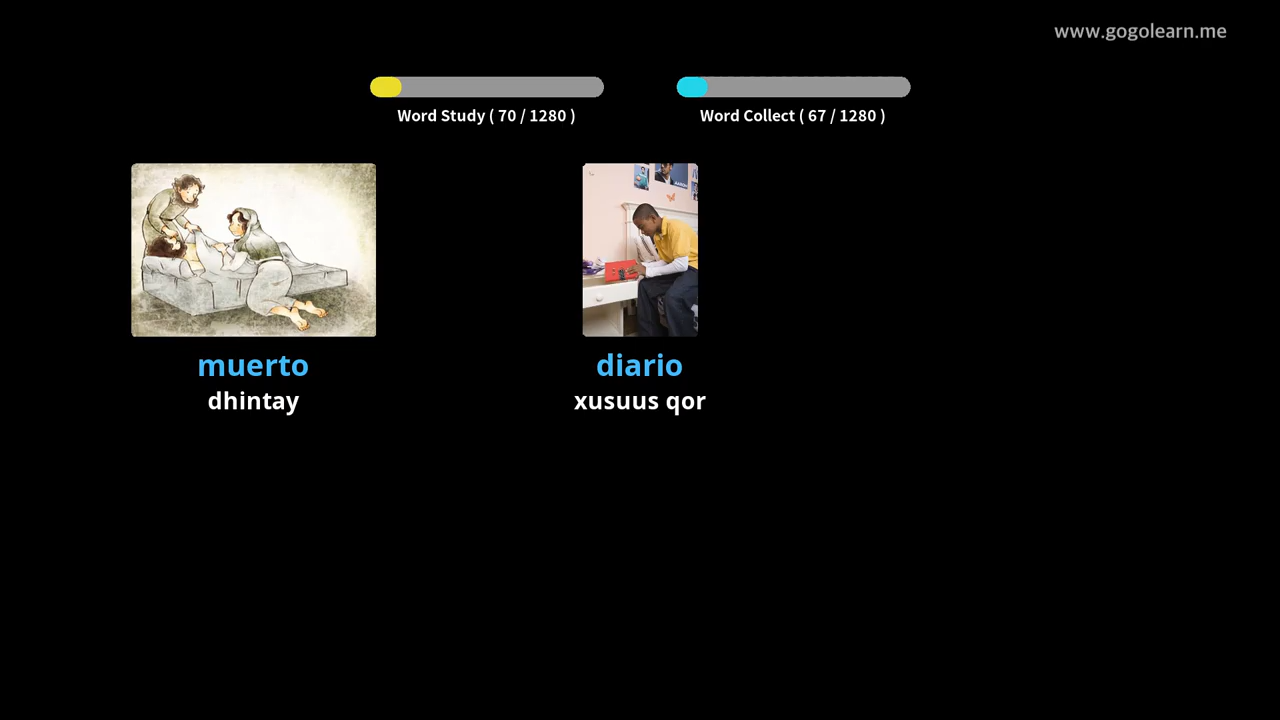 www.gogolearn.me
Word Study ( 70 / 1280 )
Word Collect ( 67 / 1280 )
muerto
dhintay
diario
xusuus qor